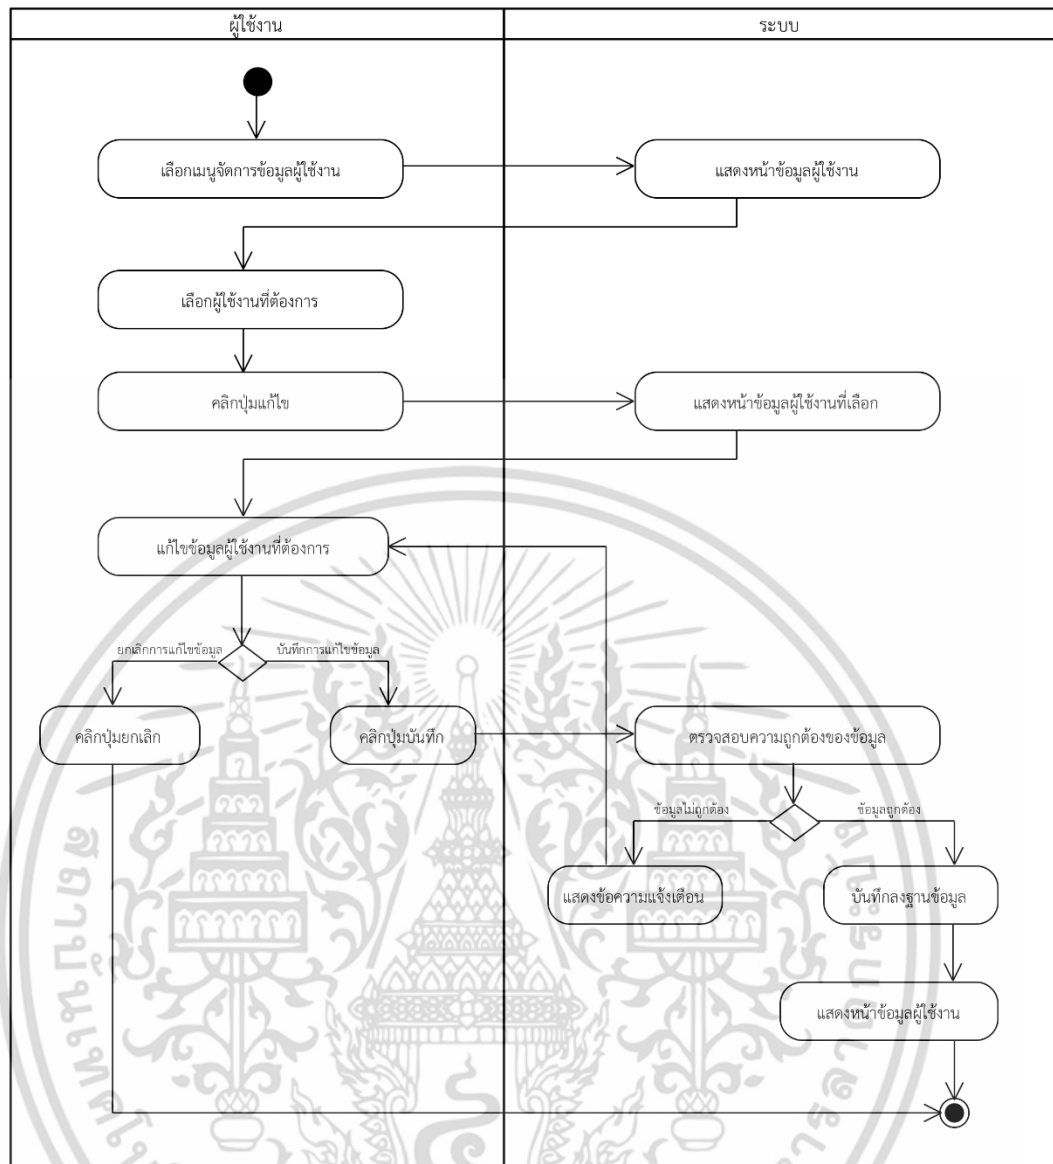 ผู้ใช้งาน
ระบบ
เลือกเมนูจัดการข้อมูลผู้ใช้งาน
แสดงหน้าข้อมูลผู้ใช้งาน
เลือกผู้ใช้งานที่ต้องการ
คลิกปุ่มแก้ไข
แสดงหน้าข้อมูลผู้ใช้งานที่เลือก
แก้ไขข้อมูลผู้ใช้งานที่ต้องการ
ยกเลิกการแก้ไขข้อมูล
บันทึกการแก้ไขข้อมูล
คลิกปุ่มยกเลิก
คลิกปุ่มบันทึก
ตรวจสอบความถูกต้องของข้อมูล
ข้อมูลไม่ถูกต้อง
ข้อมูลถูกต้อง
แสดงข้อความแจ้งเตือน
บันทึกลงฐานข้อมูล
แสดงหน้าข้อมูลผู้ใช้งาน